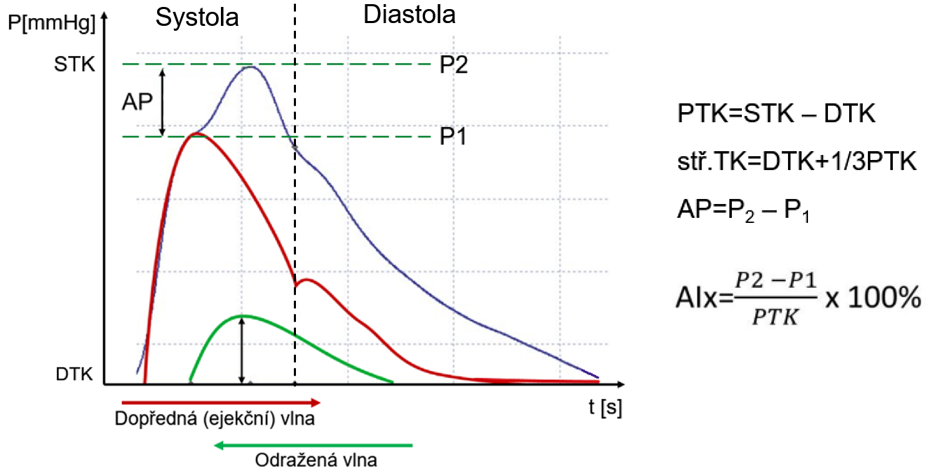 P[mmHg]
Systola
Diastola
STK
P2
AP
P1
DTK
t [s]
Dopředná (ejekční) vlna
Odražená vlna
PTK=STK – DTK
stř.TK=DTK+1/3PTK
AP=P₂ – P₁
AIx=\frac{P2 −P1}{PTK} x 100%